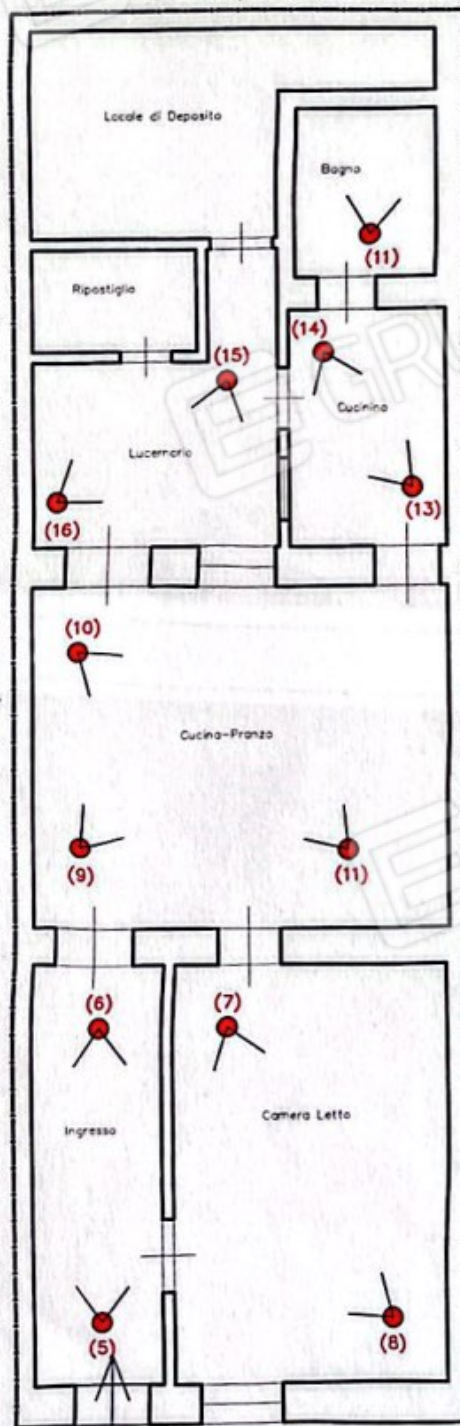 Locale di Deposito
Bagno
(11)
Ripostiglio
(14)
(15)
Cucinino
Lucernario
(13)
(16)
(10)
Cucina-Pranzo
(9)
(11)
(6)
(7)
Ingresso
Camera Letto
(5)
(8)